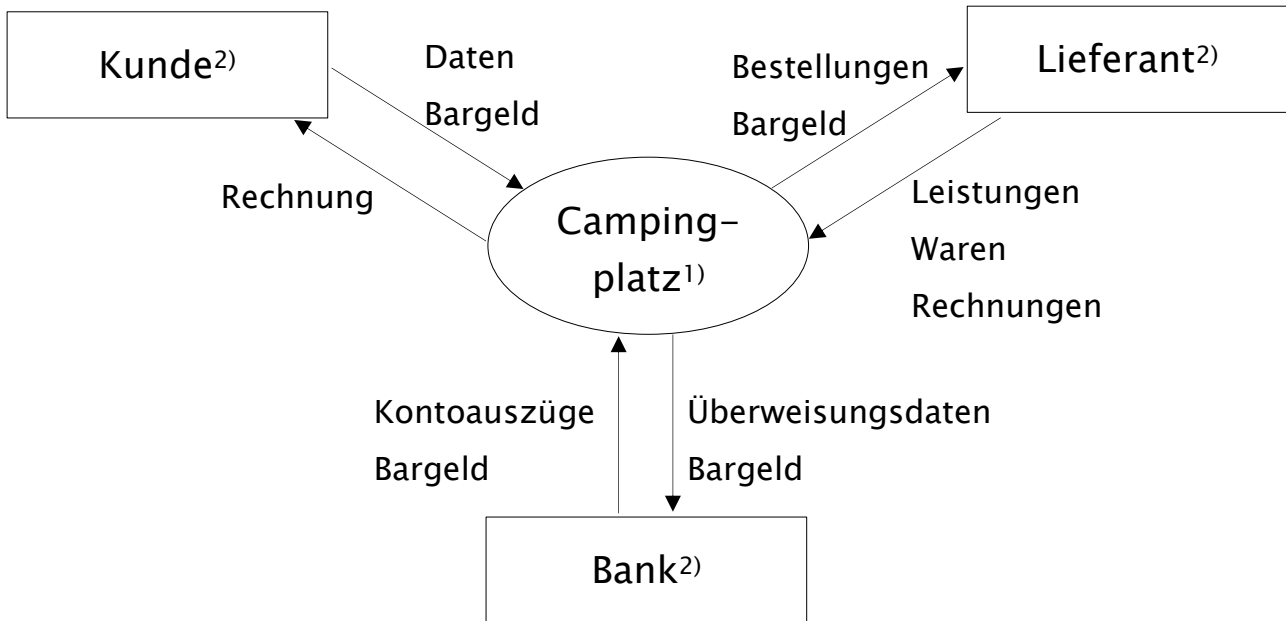 Kunde²⁾
Daten
Bargeld
Bestellungen
Bargeld
Lieferant²⁾
Rechnung
Camping-
platz¹⁾
Leistungen
Waren
Rechnungen
Kontoauszüge
Bargeld
Überweisungsdaten
Bargeld
Bank²⁾